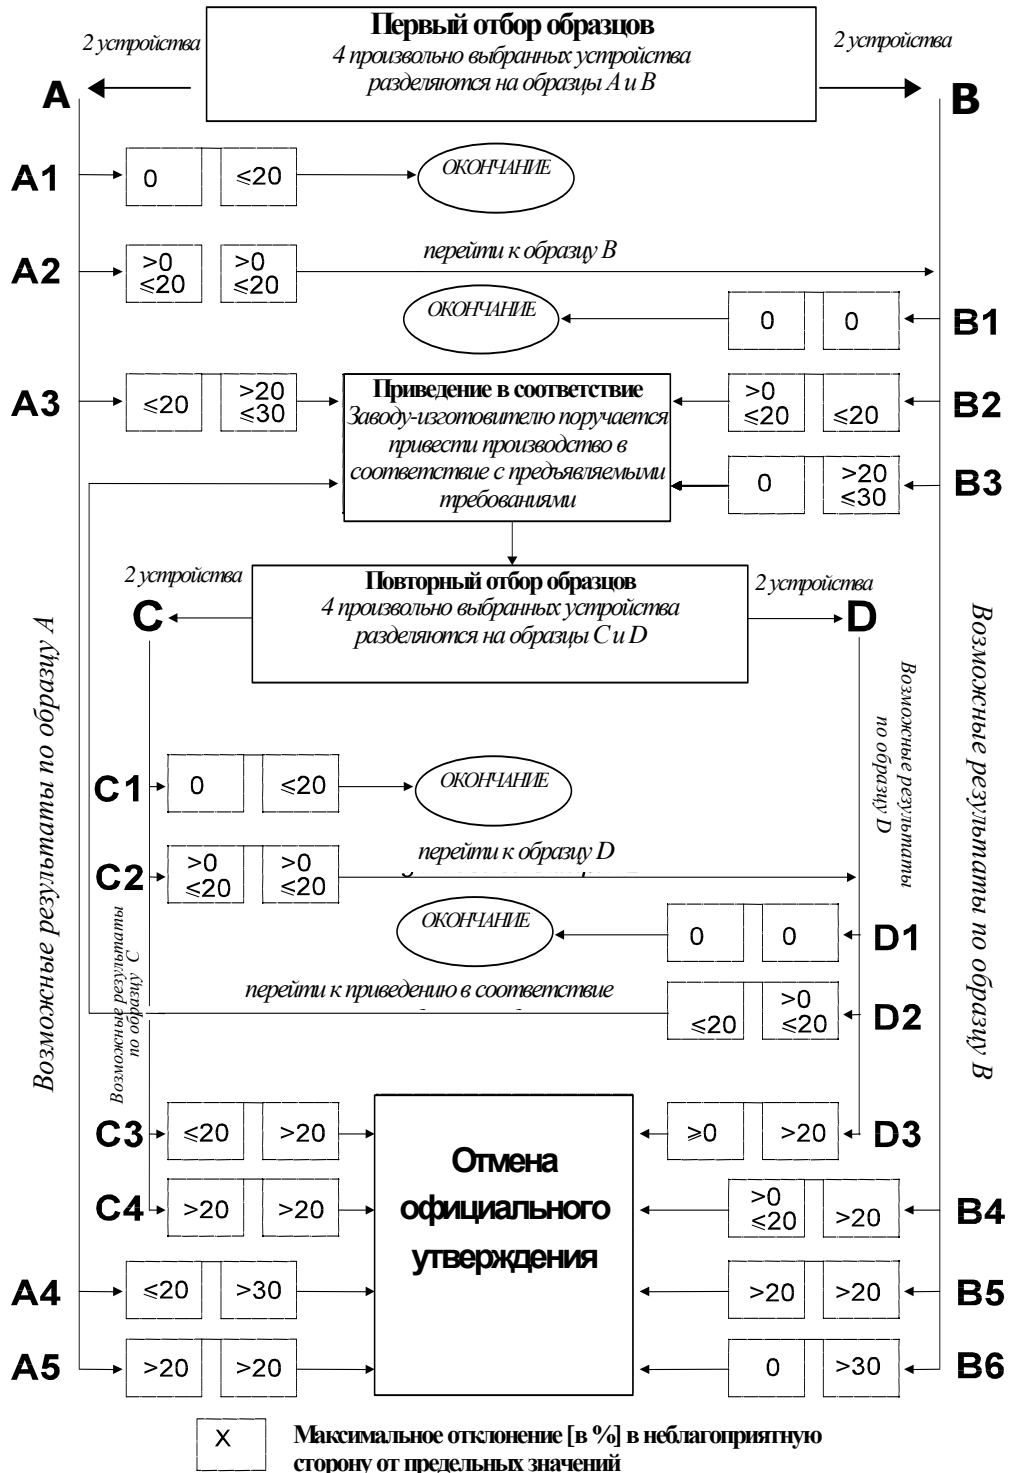 Первый отбор образцов
4 произвольно выбранных устройства
разделяются на образцы A и B
2 устройства
2 устройства
A
B
A1
0
≤20
ОКОНЧАНИЕ
A2
>0
≤20
>0
≤20
перейти к образцу B
ОКОНЧАНИЕ
0
0
B1
A3
≤20
>20
≤30
Приведение в соответствие
Заводу-изготовителю поручается
привести производство в
соответствие с предъявляемыми
требованиями
>0
≤20
≤20
B2
0
>20
≤30
B3
2 устройства
2 устройства
Повторный отбор образцов
4 произвольно выбранных устройства
разделяются на образцы C и D
C
D
Возможные результаты по образцу A
Возможные результаты
по образцу D
Возможные результаты по образцу B
C1
0
≤20
ОКОНЧАНИЕ
C2
>0
≤20
>0
≤20
перейти к образцу D
Возможные результаты
по образцу C
ОКОНЧАНИЕ
0
0
D1
перейти к приведению в соответствие
≤20
>0
≤20
D2
C3
≤20
>20
Отмена
официального
утверждения
≥0
>20
D3
C4
>20
>20
>0
≤20
>20
B4
A4
≤20
>30
>20
>20
B5
A5
>20
>20
0
>30
B6
X
Максимальное отклонение [в %] в неблагоприятную
сторону от предельных значений